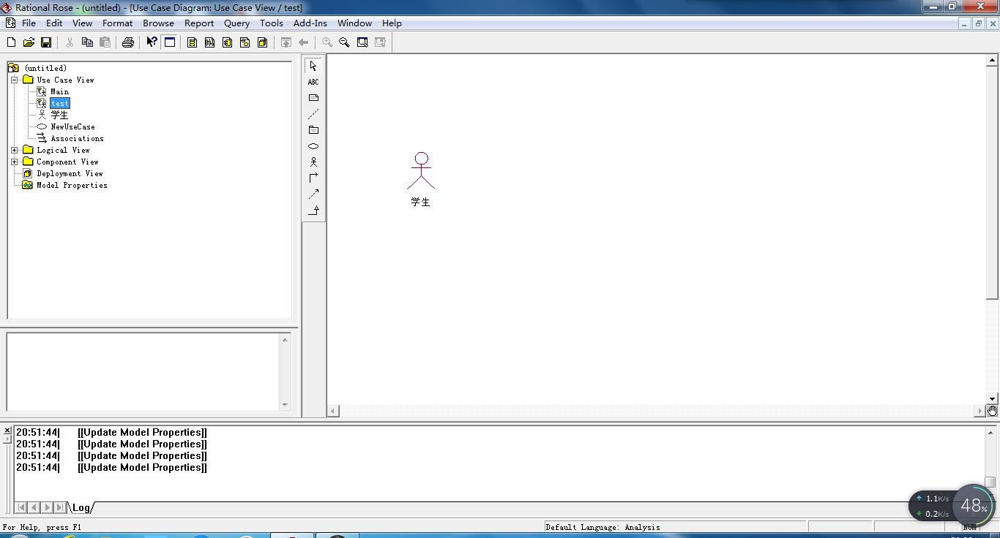 Rational Rose - (untitled) - [Use Case Diagram: Use Case View / test]
File Edit View Format Browse Report Query Tools Add-Ins Window Help
(untitled)
Use Case View
Main
test
学生
NewUseCase
Associations
Logical View
Component View
Deployment View
Model Properties
ABC
学生
20:51:44| [[Update Model Properties]]
20:51:44| [[Update Model Properties]]
20:51:44| [[Update Model Properties]]
20:51:44| [[Update Model Properties]]
Log
1.1K/s
0.2K/s
48%
For Help, press F1
Default Language: Analysis
NUM